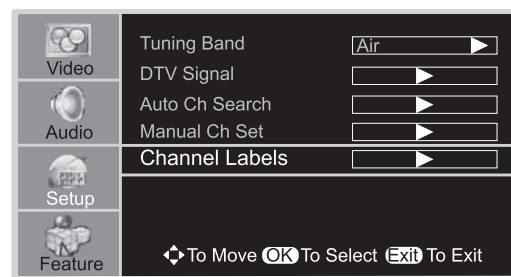 Video
Audio
Setup
Feature
Tuning Band Air
DTV Signal
Auto Ch Search
Manual Ch Set
Channel Labels
To Move OK To Select Exit To Exit